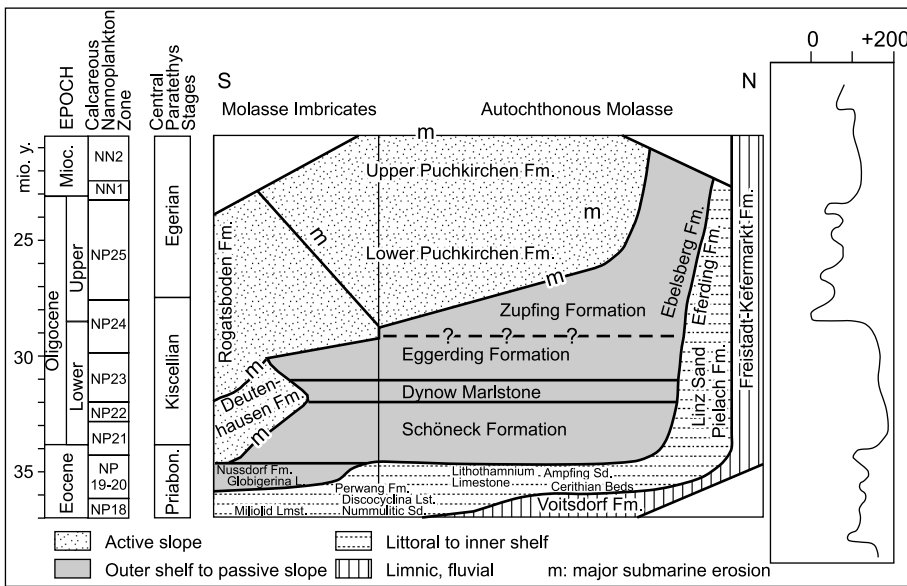 0 +200
S N
Molasse Imbricates Autochthonous Molasse
EPOCH
Calcareous
Nannoplankton
Zone
Central
Paratethys
Stages
mio. y.
25
30
35
Mioc.
Oligocene
Upper
Lower
Eocene
NN2
NN1
NP25
NP24
NP23
NP22
NP21
NP
19-20
NP18
Egerian
Kiscellian
Priabon.
m
Upper Puchkirchen Fm.
m
m
Lower Puchkirchen Fm.
m
Rogatsboden Fm.
Zupfing Formation
? ? ?
Eggerding Formation
m
Deuten-
hausen Fm.
m
Dynow Marlstone
Schöneck Formation
Ebelsberg Fm.
Eferding Fm.
Linz Sand
Pielach Fm.
Freistadt-Kefermarkt Fm.
Nussdorf Fm.
Globigerina L.
Lithothamnium
Limestone
Ampfing Sd.
Cerithian Beds
Perwang Fm.
Discocyclina Lst.
Miliolid Lmst. Nummulitic Sd.
Voitsdorf Fm.
Active slope
Outer shelf to passive slope
Littoral to inner shelf
Limnic, fluvial
m: major submarine erosion